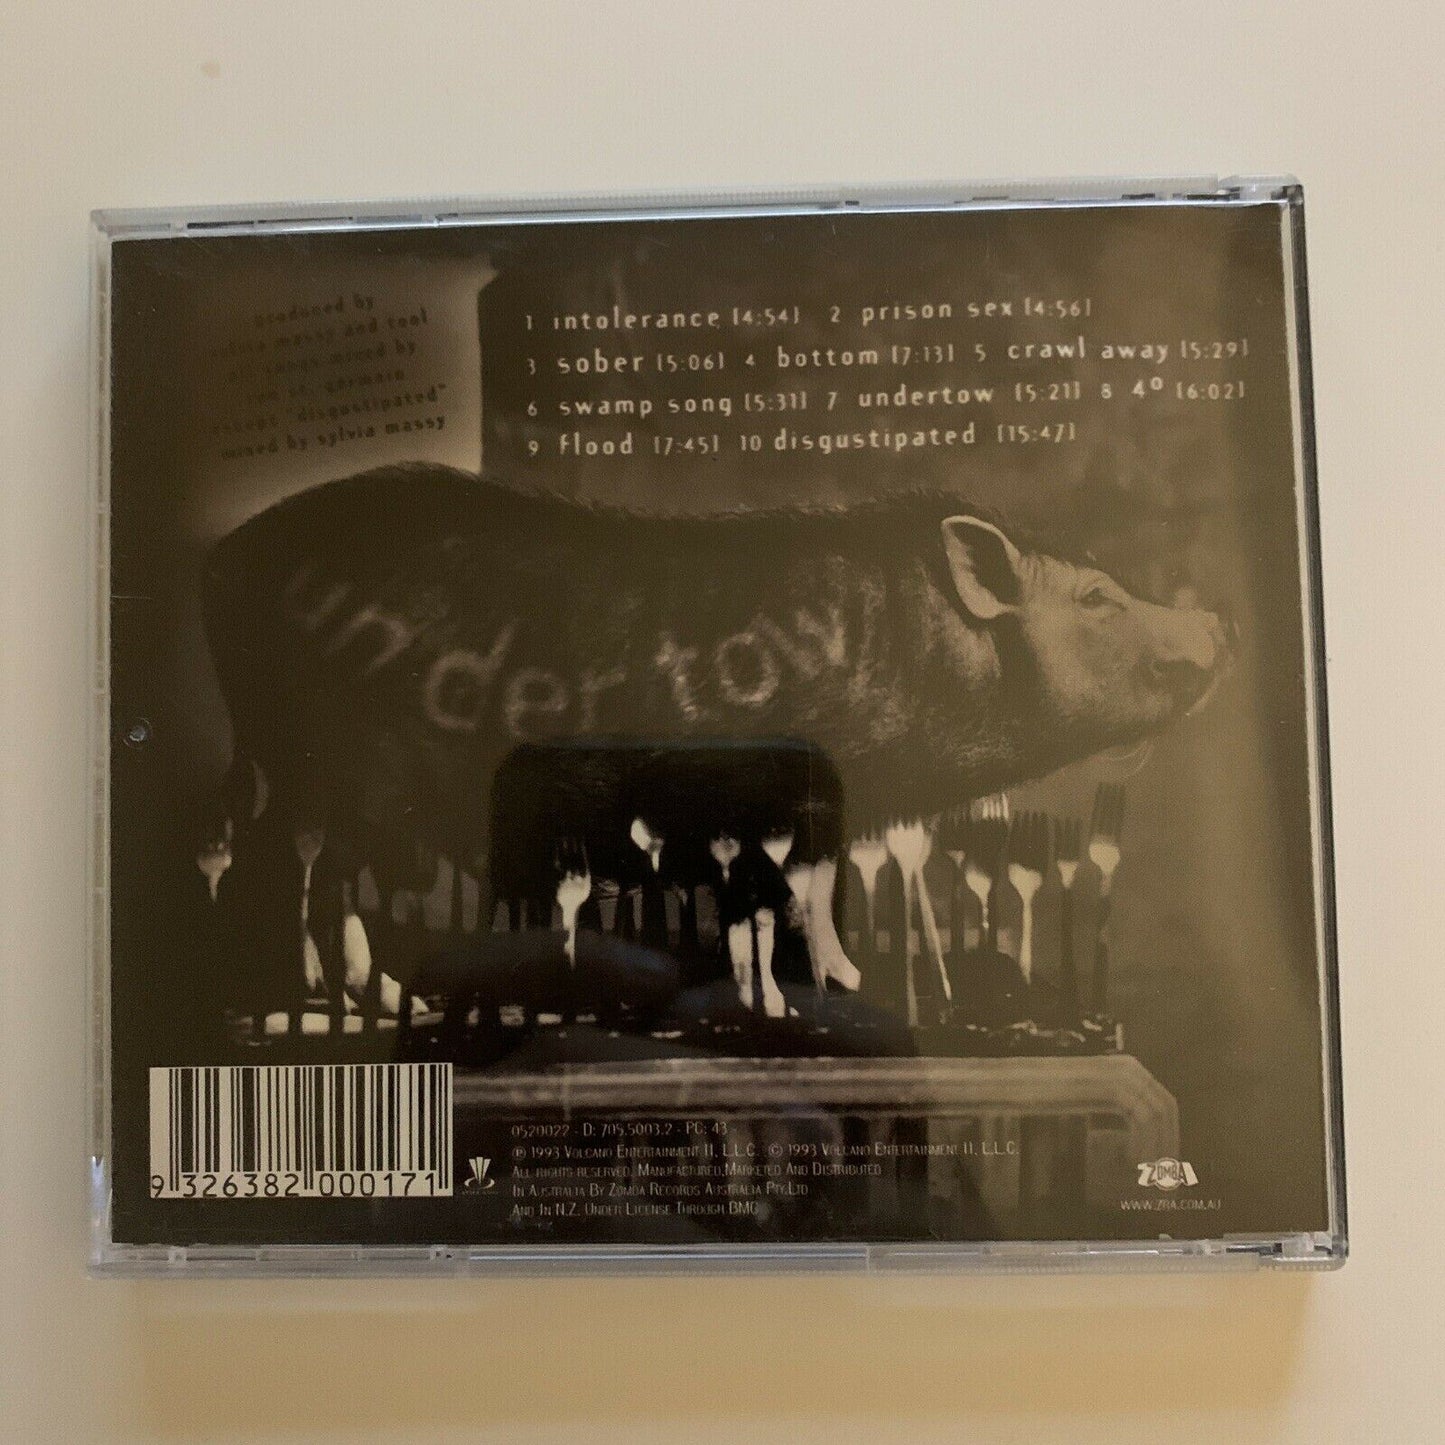 produced by
sylvia massy and tool
all songs mixed by
ron st. germain
except "disgustipated"
mixed by sylvia massy
1 intolerance [4:54] 2 prison sex [4:56]
3 sober [5:06] 4 bottom [7:13] 5 crawl away [5:29]
6 swamp song [5:31] 7 undertow [5:21] 8 4º [6:02]
9 flood [7:45] 10 disgustipated [15:47]
undertow
9 326382 000171
0520022 - D: 705.5003.2 - PC: 43 -
℗ 1993 Volcano Entertainment II, L.L.C. © 1993 Volcano Entertainment II, L.L.C.
All rights reserved. Manufactured, Marketed And Distributed
In Australia By Zomba Records Australia Pty.Ltd
And In N.Z. Under License Through BMG
ZOMBA
WWW.ZRA.COM.AU